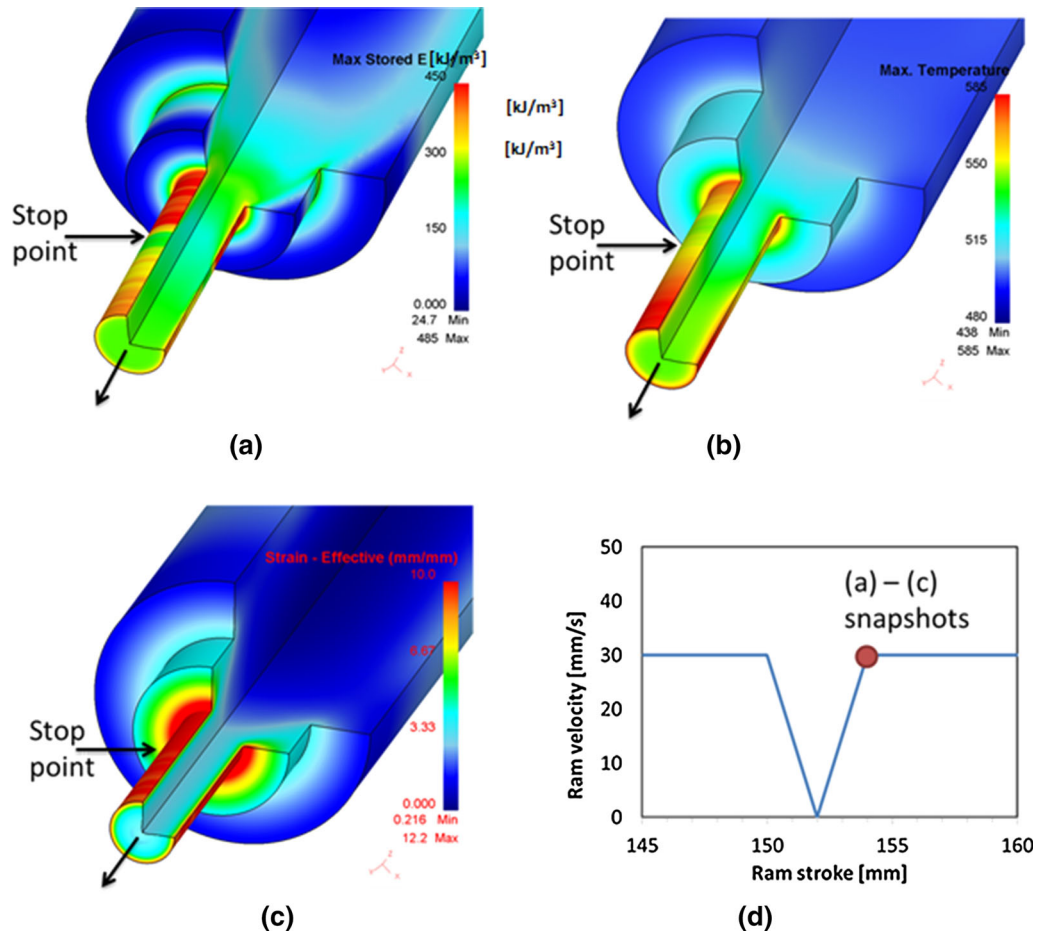 Max Stored E [kJ/m³]
450
[kJ/m³]
300
[kJ/m³]
Stop
point
150
0.000
24.7 Min
485 Max
Z
X
(a)
Max. Temperature
585
550
Stop
point
515
480
438 Min
585 Max
Z
X
(b)
Strain - Effective (mm/mm)
10.0
6.67
Stop
point
3.33
0.000
0.216 Min
12.2 Max
Z
X
(c)
50
40
30
20
10
0
Ram velocity [mm/s]
(a) – (c)
snapshots
145 150 155 160
Ram stroke [mm]
(d)